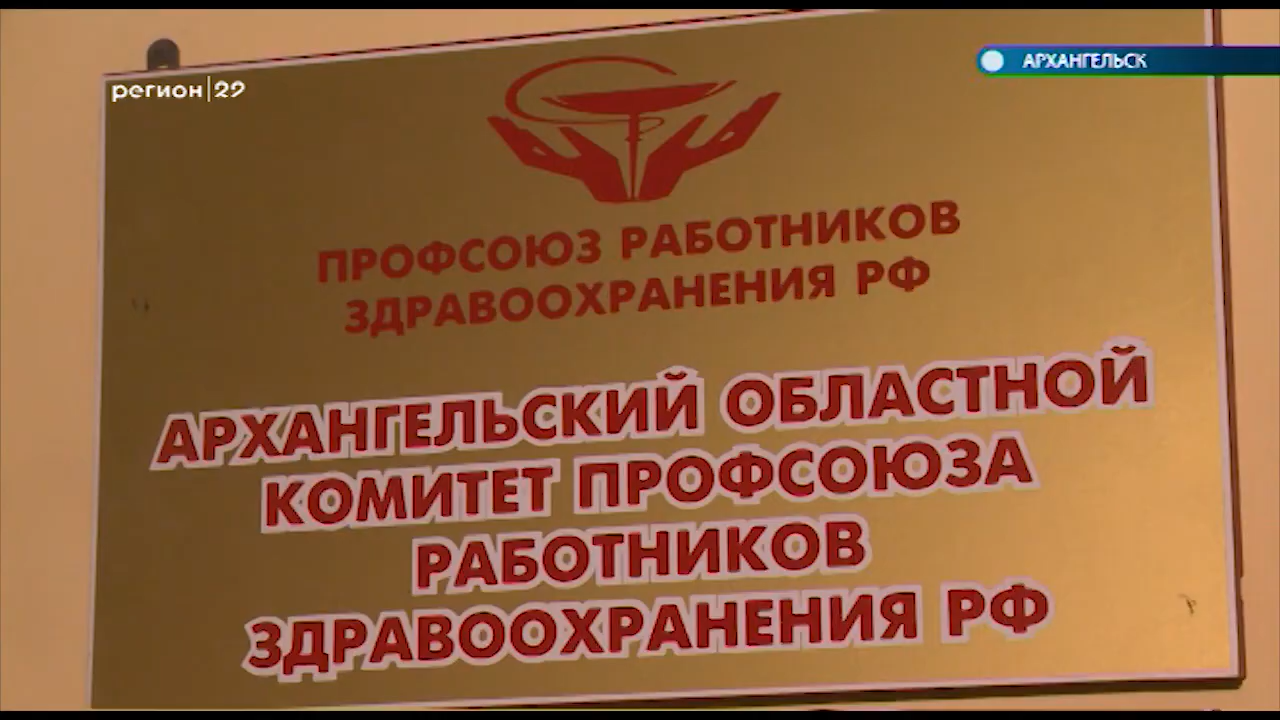 регион|29
АРХАНГЕЛЬСК
ПРОФСОЮЗ РАБОТНИКОВ
ЗДРАВООХРАНЕНИЯ РФ
АРХАНГЕЛЬСКИЙ ОБЛАСТНОЙ
КОМИТЕТ ПРОФСОЮЗА
РАБОТНИКОВ
ЗДРАВООХРАНЕНИЯ РФ